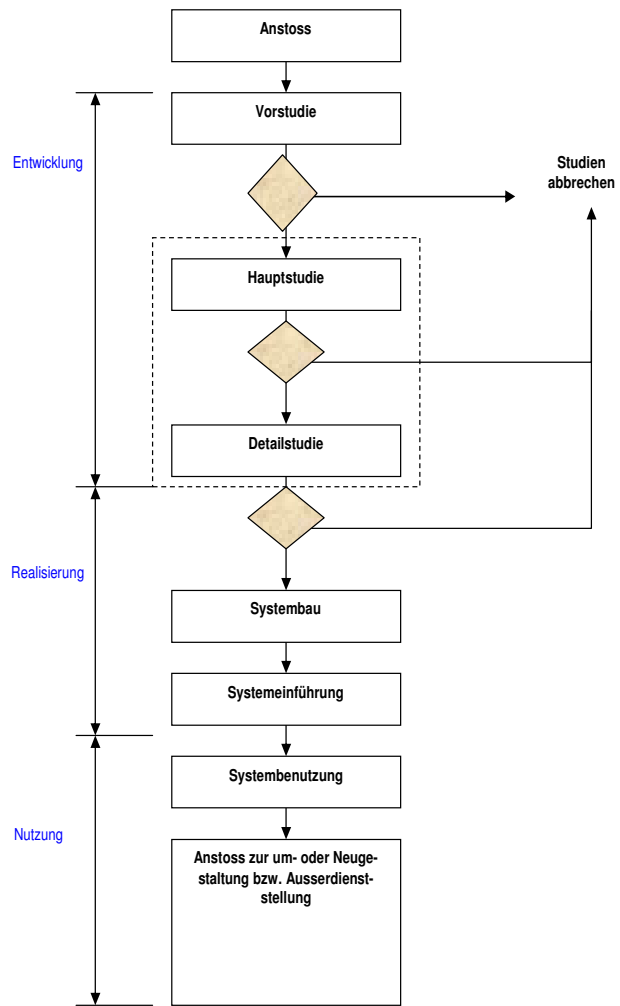 Anstoss
Vorstudie
Entwicklung
Studien
abbrechen
Hauptstudie
Detailstudie
Realisierung
Systembau
Systemeinführung
Systembenutzung
Nutzung
Anstoss zur um- oder Neuge-
staltung bzw. Ausserdienst-
stellung